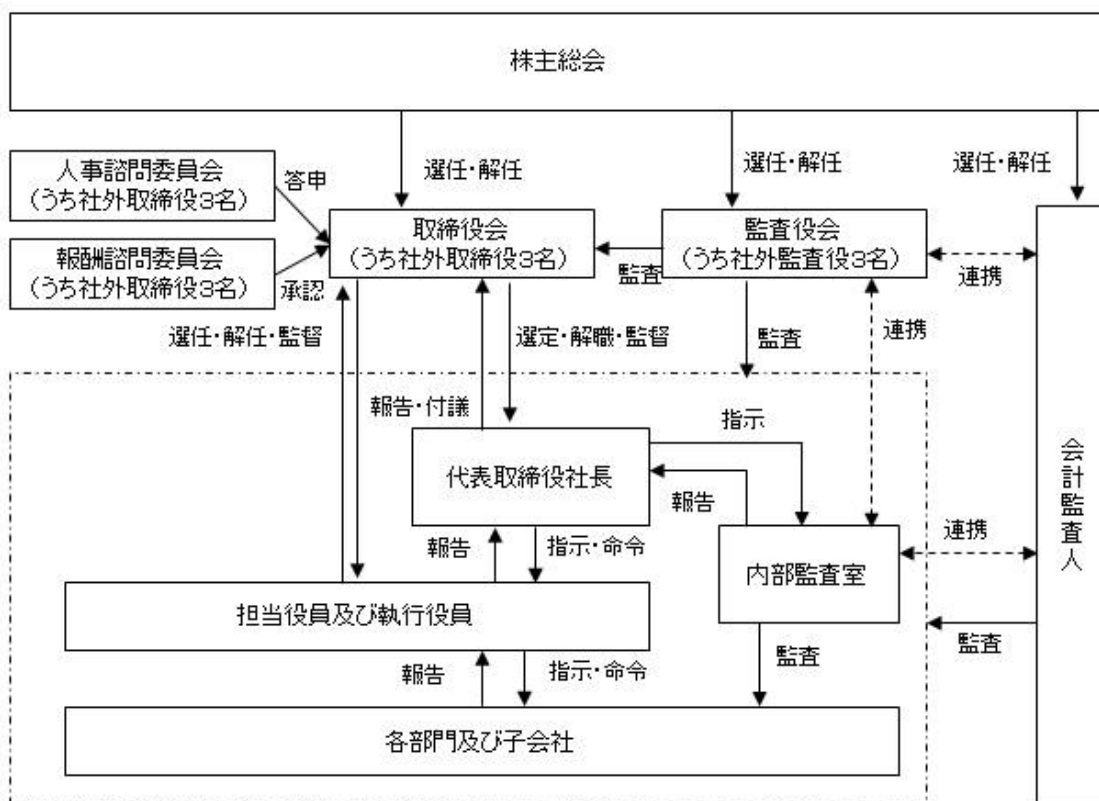 株主総会
選任・解任
選任・解任
選任・解任
人事諮問委員会
(うち社外取締役3名)
答申
報酬諮問委員会
(うち社外取締役3名)
承認
取締役会
(うち社外取締役3名)
監査
監査役会
(うち社外監査役3名)
連携
選任・解任・監督
選定・解職・監督
監査
連携
報告・付議
指示
代表取締役社長
報告
会計監査人
報告
指示・命令
連携
内部監査室
担当役員及び執行役員
監査
監査
報告
指示・命令
各部門及び子会社